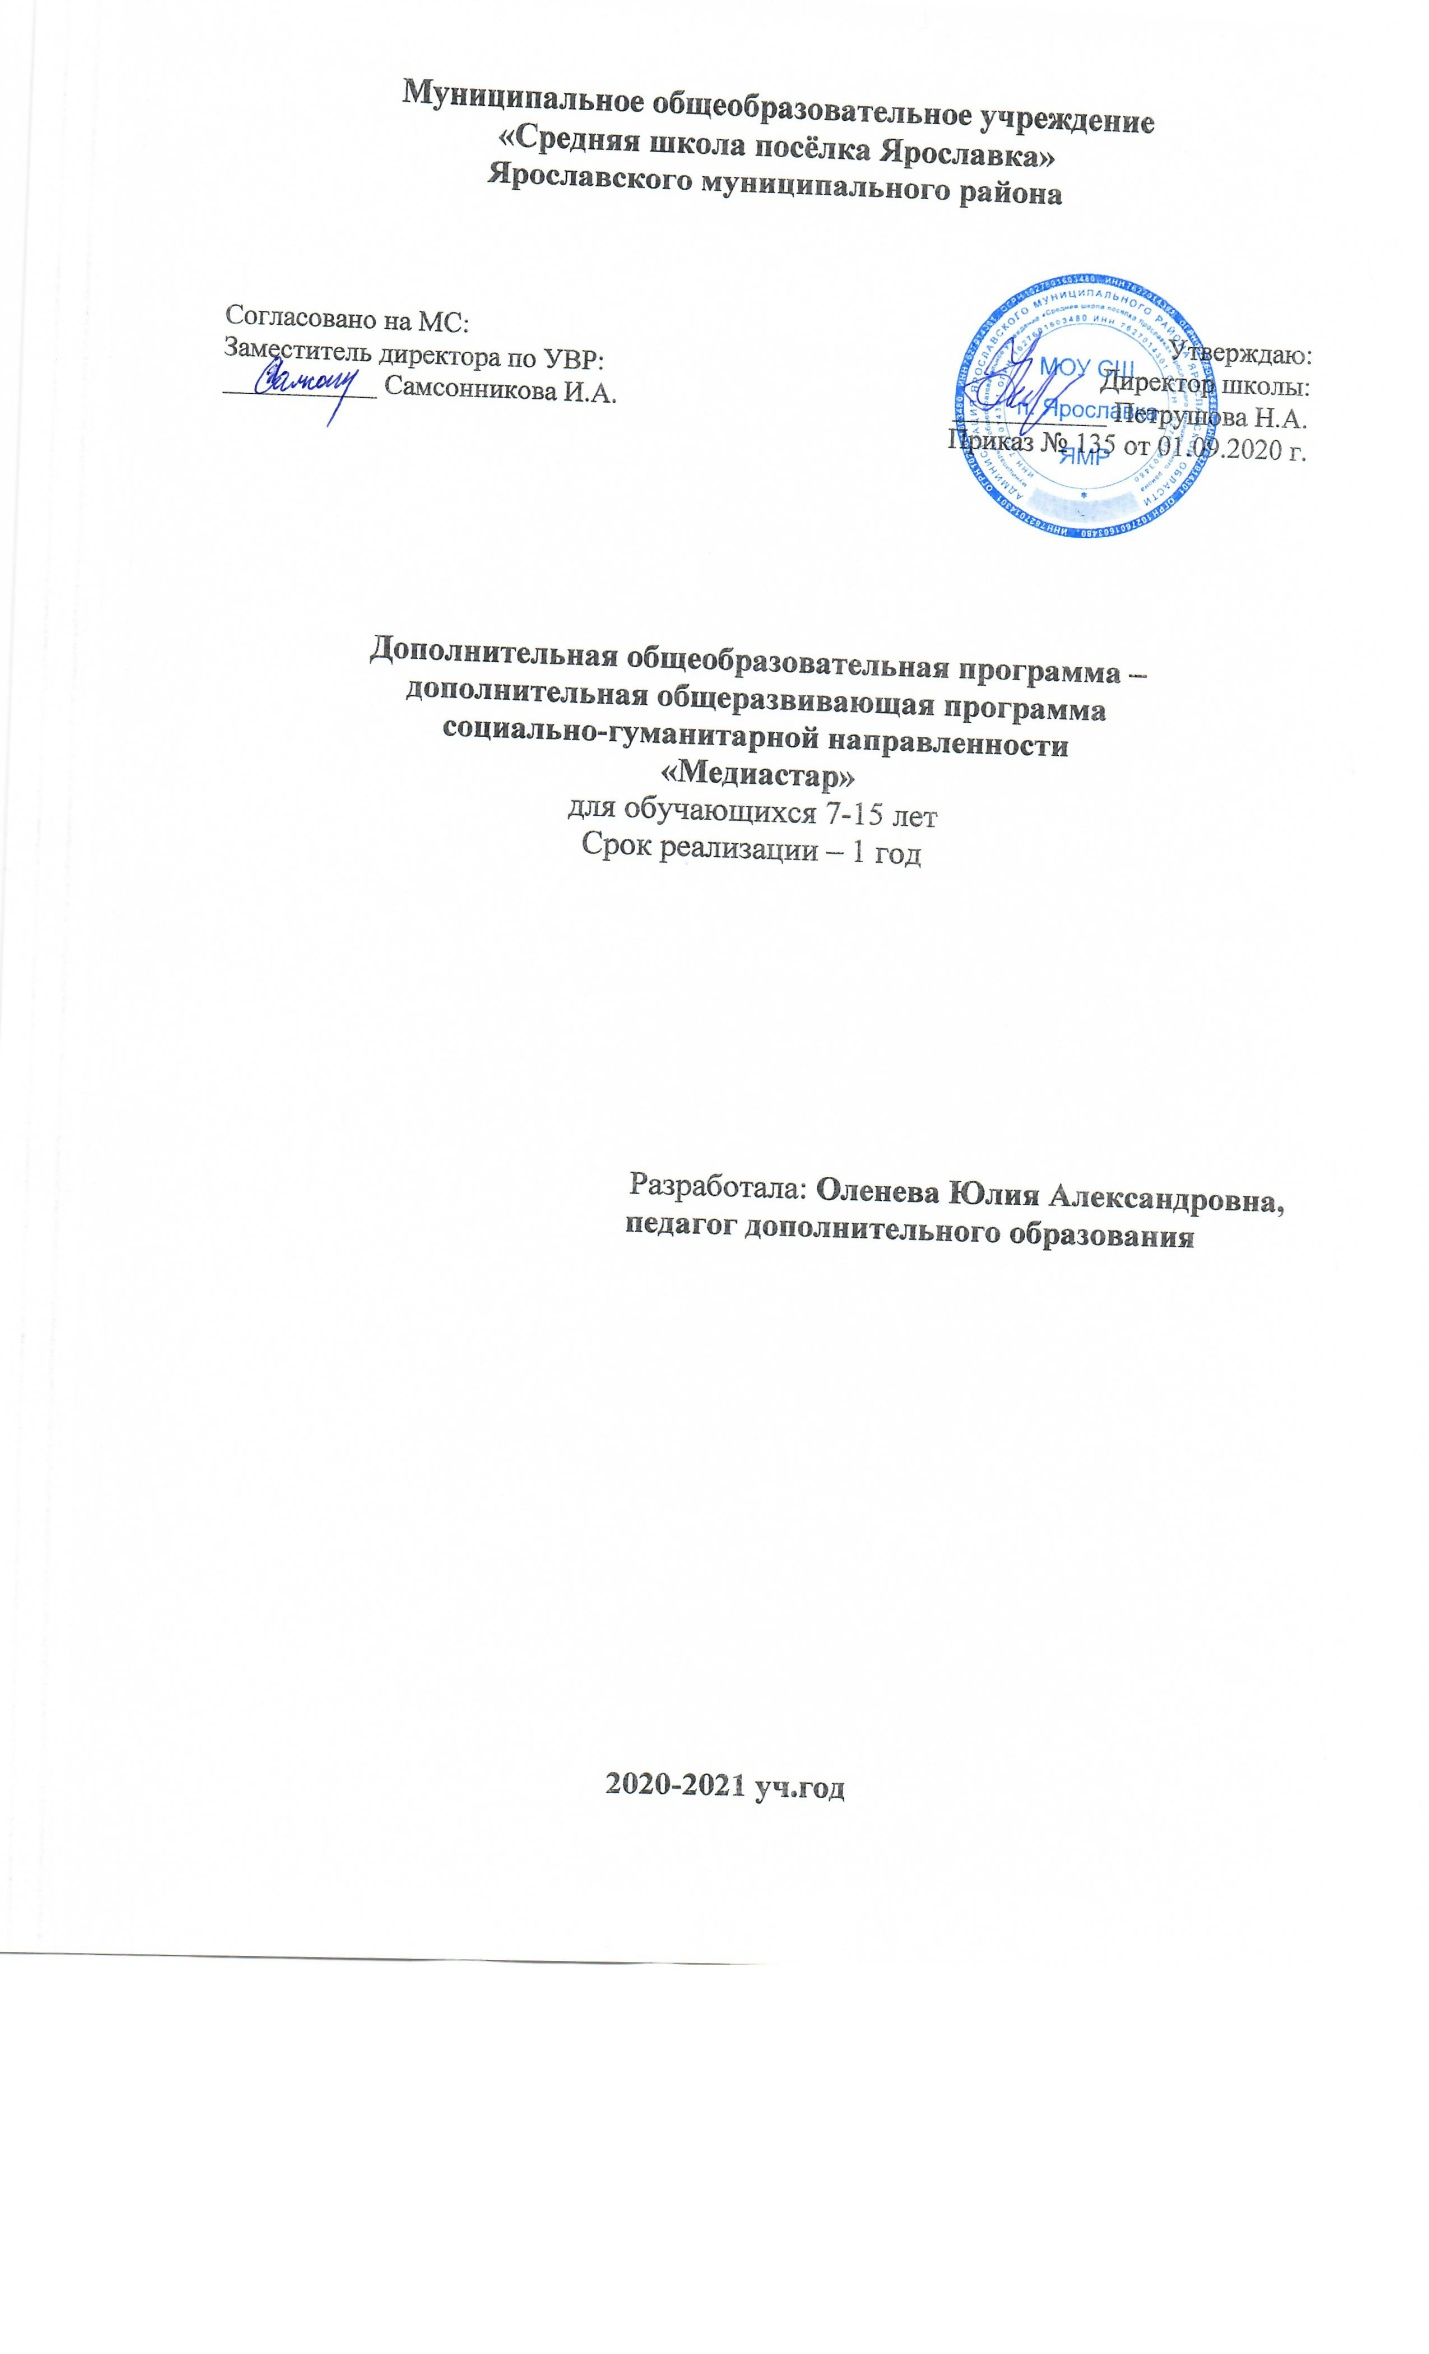 Муниципальное общеобразовательное учреждение
«Средняя школа посёлка Ярославка»
Ярославского муниципального района
Согласовано на МС:
Заместитель директора по УВР:
Самсонникова И.А.
Утверждаю:
Директор школы:
Петрушова Н.А.
Приказ № 135 от 01.09.2020 г.
МОУ СШ
п. Ярославка
ЯМР
Дополнительная общеобразовательная программа –
дополнительная общеразвивающая программа
социально-гуманитарной направленности
«Медиастар»
для обучающихся 7-15 лет
Срок реализации – 1 год
Разработала: Оленева Юлия Александровна,
педагог дополнительного образования
2020-2021 уч.год